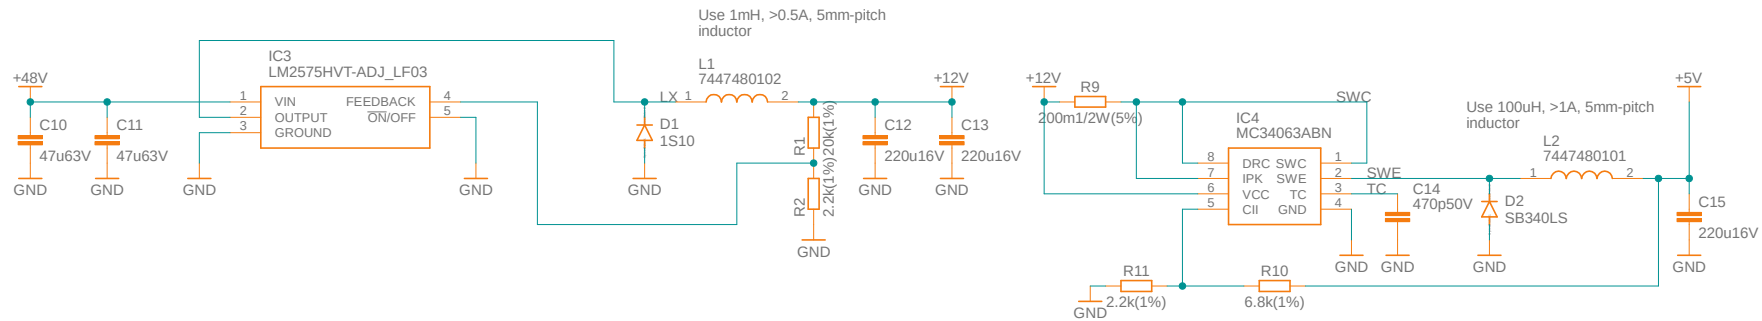 Use 1mH, >0.5A, 5mm-pitch
inductor
IC3
LM2575HVT-ADJ_LF03
+48V
1
2
3
VIN
OUTPUT
GROUND
FEEDBACK
ON/OFF
4
5
C10
47u63V
C11
47u63V
GND
GND
GND
GND
LX
D1
1S10
GND
L1
7447480102
1
2
R1
20k(1%)
R2
2.2k(1%)
GND
+12V
C12
220u16V
C13
220u16V
GND
GND
+12V
R9
200m1/2W(5%)
SWC
IC4
MC34063ABN
8
7
6
5
DRC
IPK
VCC
CII
SWC
SWE
TC
GND
1
2
3
4
SWE
TC
C14
470p50V
GND
GND
R11
2.2k(1%)
GND
R10
6.8k(1%)
Use 100uH, >1A, 5mm-pitch
inductor
L2
7447480101
1
2
D2
SB340LS
GND
+5V
C15
220u16V
GND